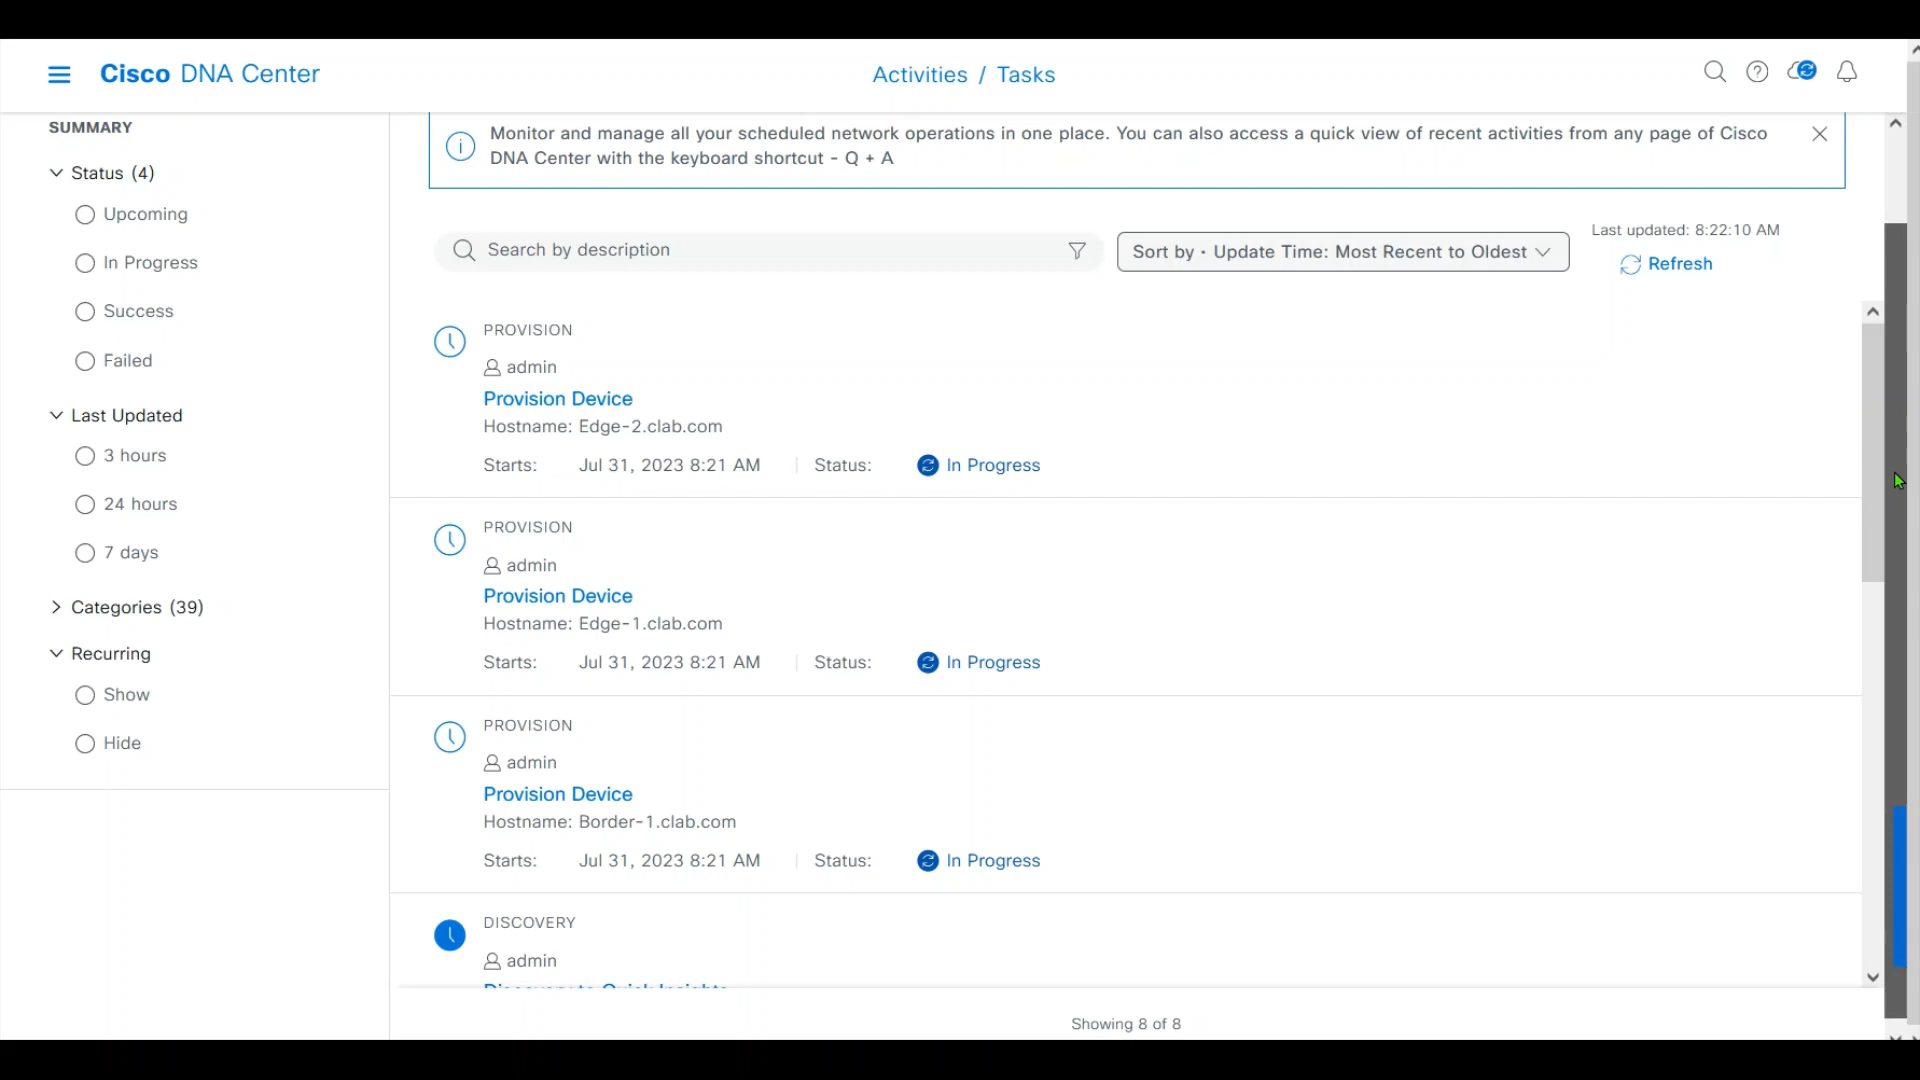 Cisco DNA Center
Activities / Tasks
SUMMARY
Status (4)
Upcoming
In Progress
Success
Failed
Last Updated
3 hours
24 hours
7 days
Categories (39)
Recurring
Show
Hide
Monitor and manage all your scheduled network operations in one place. You can also access a quick view of recent activities from any page of Cisco
DNA Center with the keyboard shortcut - Q + A
Search by description
Sort by • Update Time: Most Recent to Oldest
Last updated: 8:22:10 AM
Refresh
PROVISION
admin
Provision Device
Hostname: Edge-2.clab.com
Starts: Jul 31, 2023 8:21 AM | Status: In Progress
PROVISION
admin
Provision Device
Hostname: Edge-1.clab.com
Starts: Jul 31, 2023 8:21 AM | Status: In Progress
PROVISION
admin
Provision Device
Hostname: Border-1.clab.com
Starts: Jul 31, 2023 8:21 AM | Status: In Progress
DISCOVERY
admin
Showing 8 of 8